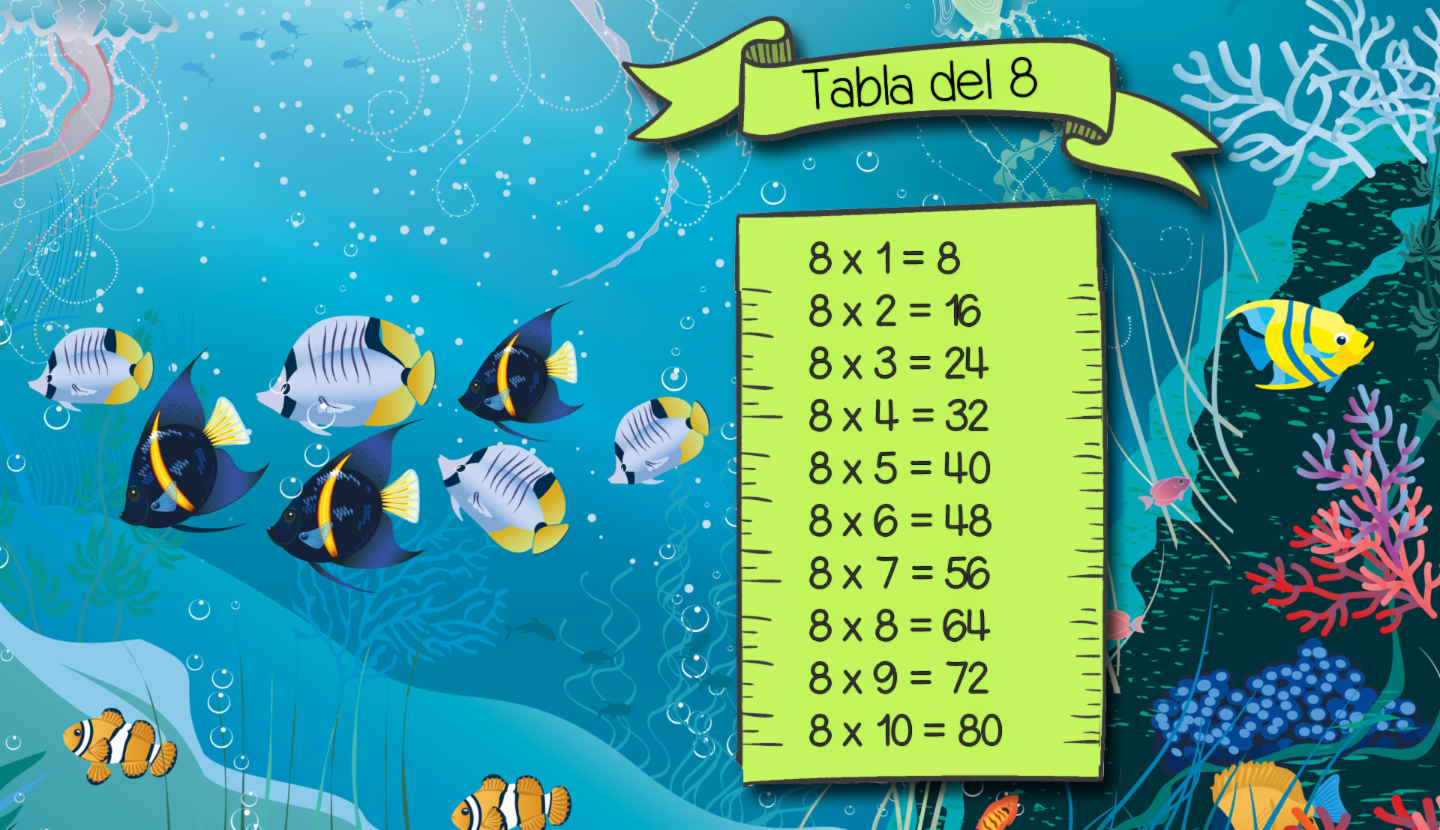 Tabla del 8
8 x 1 = 8
8 x 2 = 16
8 x 3 = 24
8 x 4 = 32
8 x 5 = 40
8 x 6 = 48
8 x 7 = 56
8 x 8 = 64
8 x 9 = 72
8 x 10 = 80